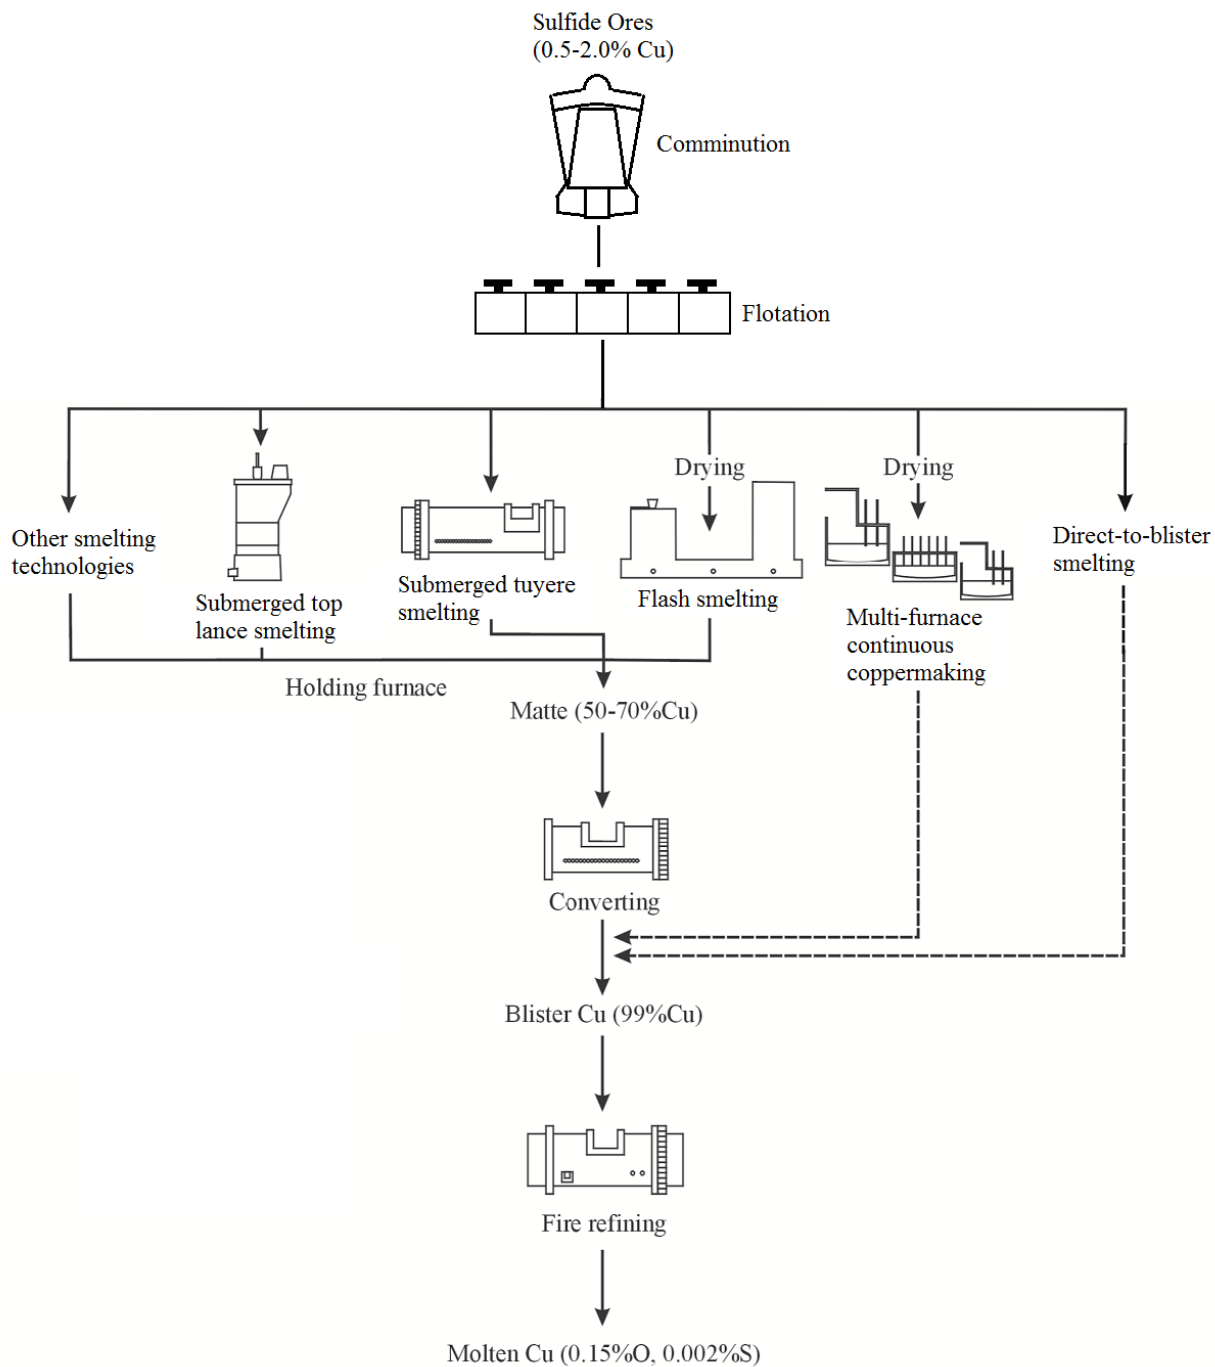 Sulfide Ores
(0.5-2.0% Cu)
Comminution
Flotation
Drying
Drying
Other smelting
technologies
Submerged top
lance smelting
Submerged tuyere
smelting
Flash smelting
Multi-furnace
continuous
coppermaking
Direct-to-blister
smelting
Holding furnace
Matte (50-70%Cu)
Converting
Blister Cu (99%Cu)
Fire refining
Molten Cu (0.15%O, 0.002%S)